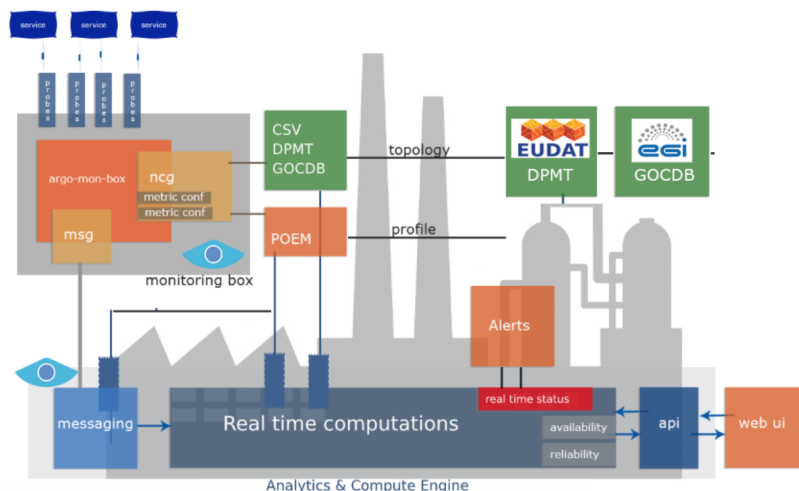 service
service
service
probes
probes
probes
probes
argo-mon-box
ncg
metric conf
metric conf
msg
monitoring box
CSV
DPMT
GOCDB
POEM
topology
profile
EUDAT
DPMT
egi
GOCDB
Alerts
real time status
messaging
Real time computations
availability
reliability
api
web ui
Analytics & Compute Engine